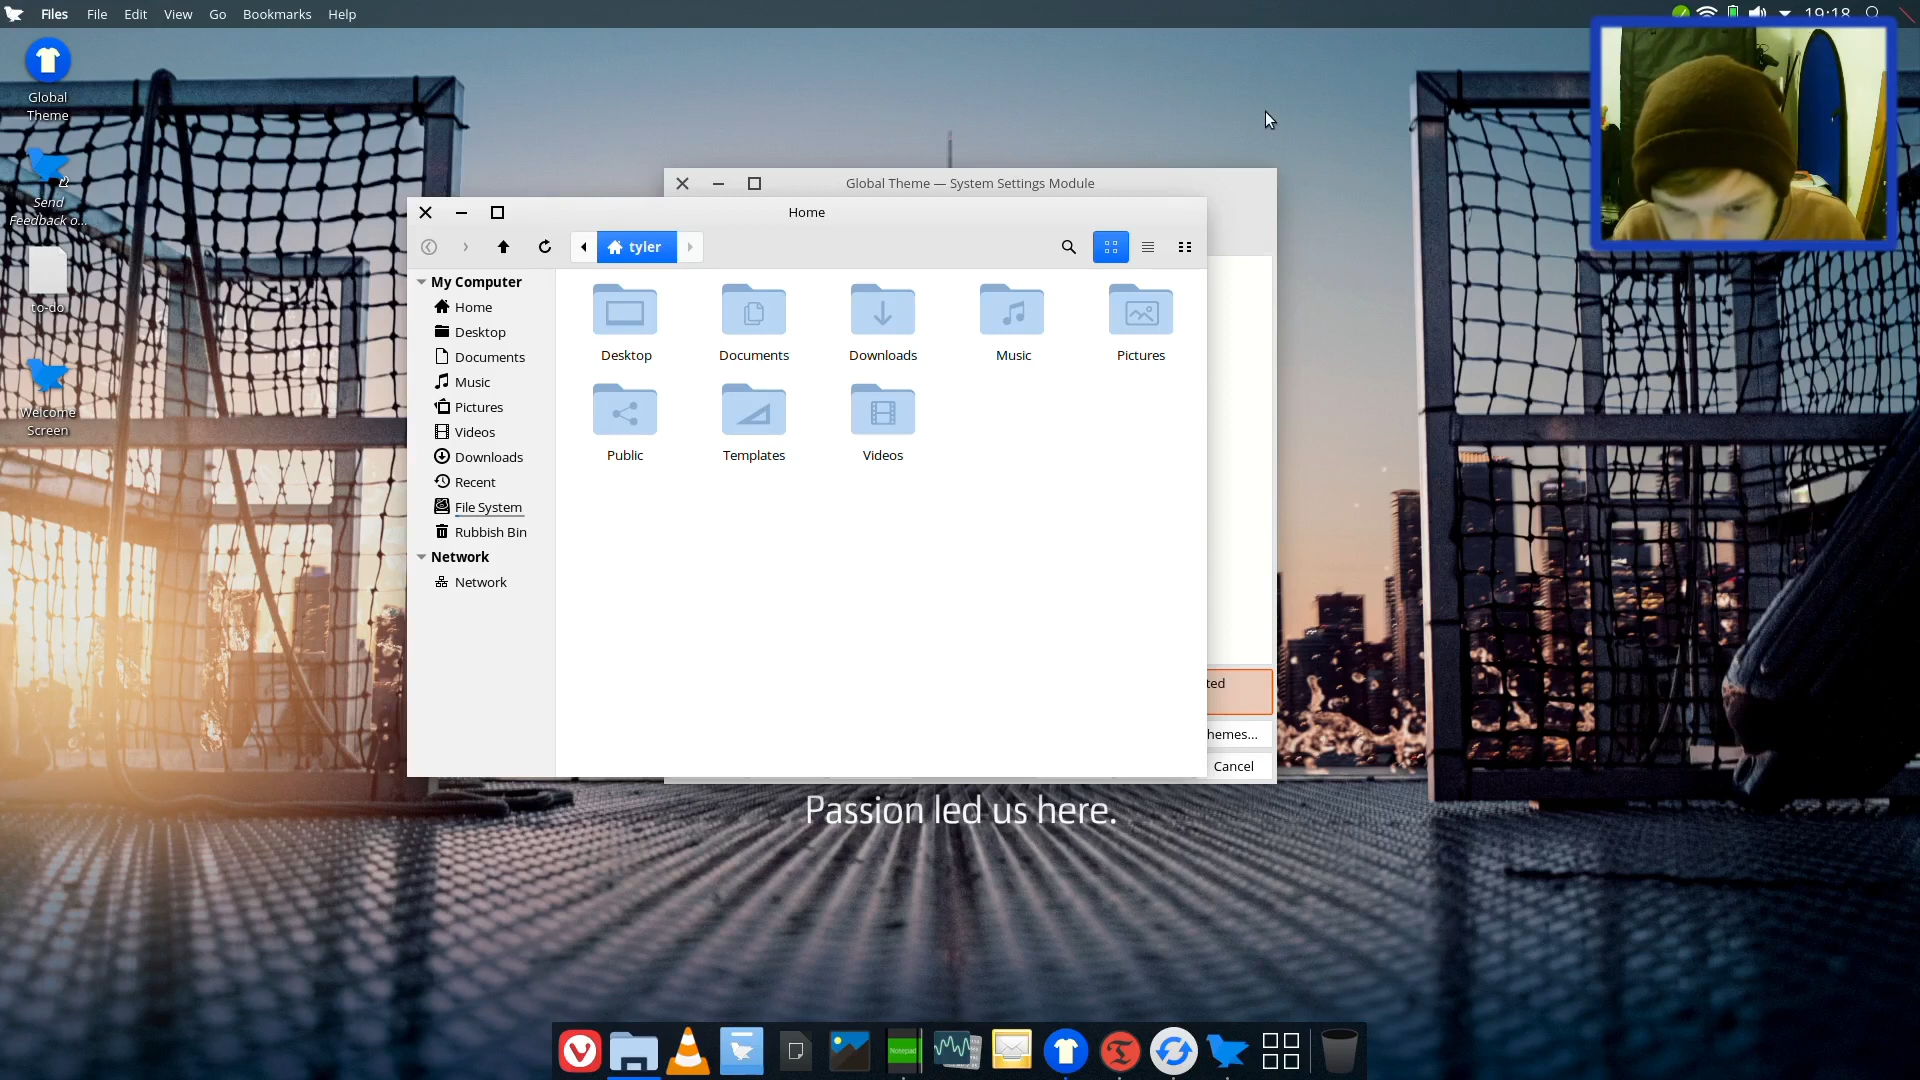 Files File Edit View Go Bookmarks Help
19:18
Global
Theme
Send
Feedback o...
to-do
Welcome
Screen
Global Theme — System Settings Module
Home
tyler
My Computer
Home
Desktop
Documents
Music
Pictures
Videos
Downloads
Recent
File System
Rubbish Bin
Network
Network
Desktop Documents Downloads Music Pictures
Public Templates Videos
ted
hemes...
Cancel
Passion led us here.
Notepad